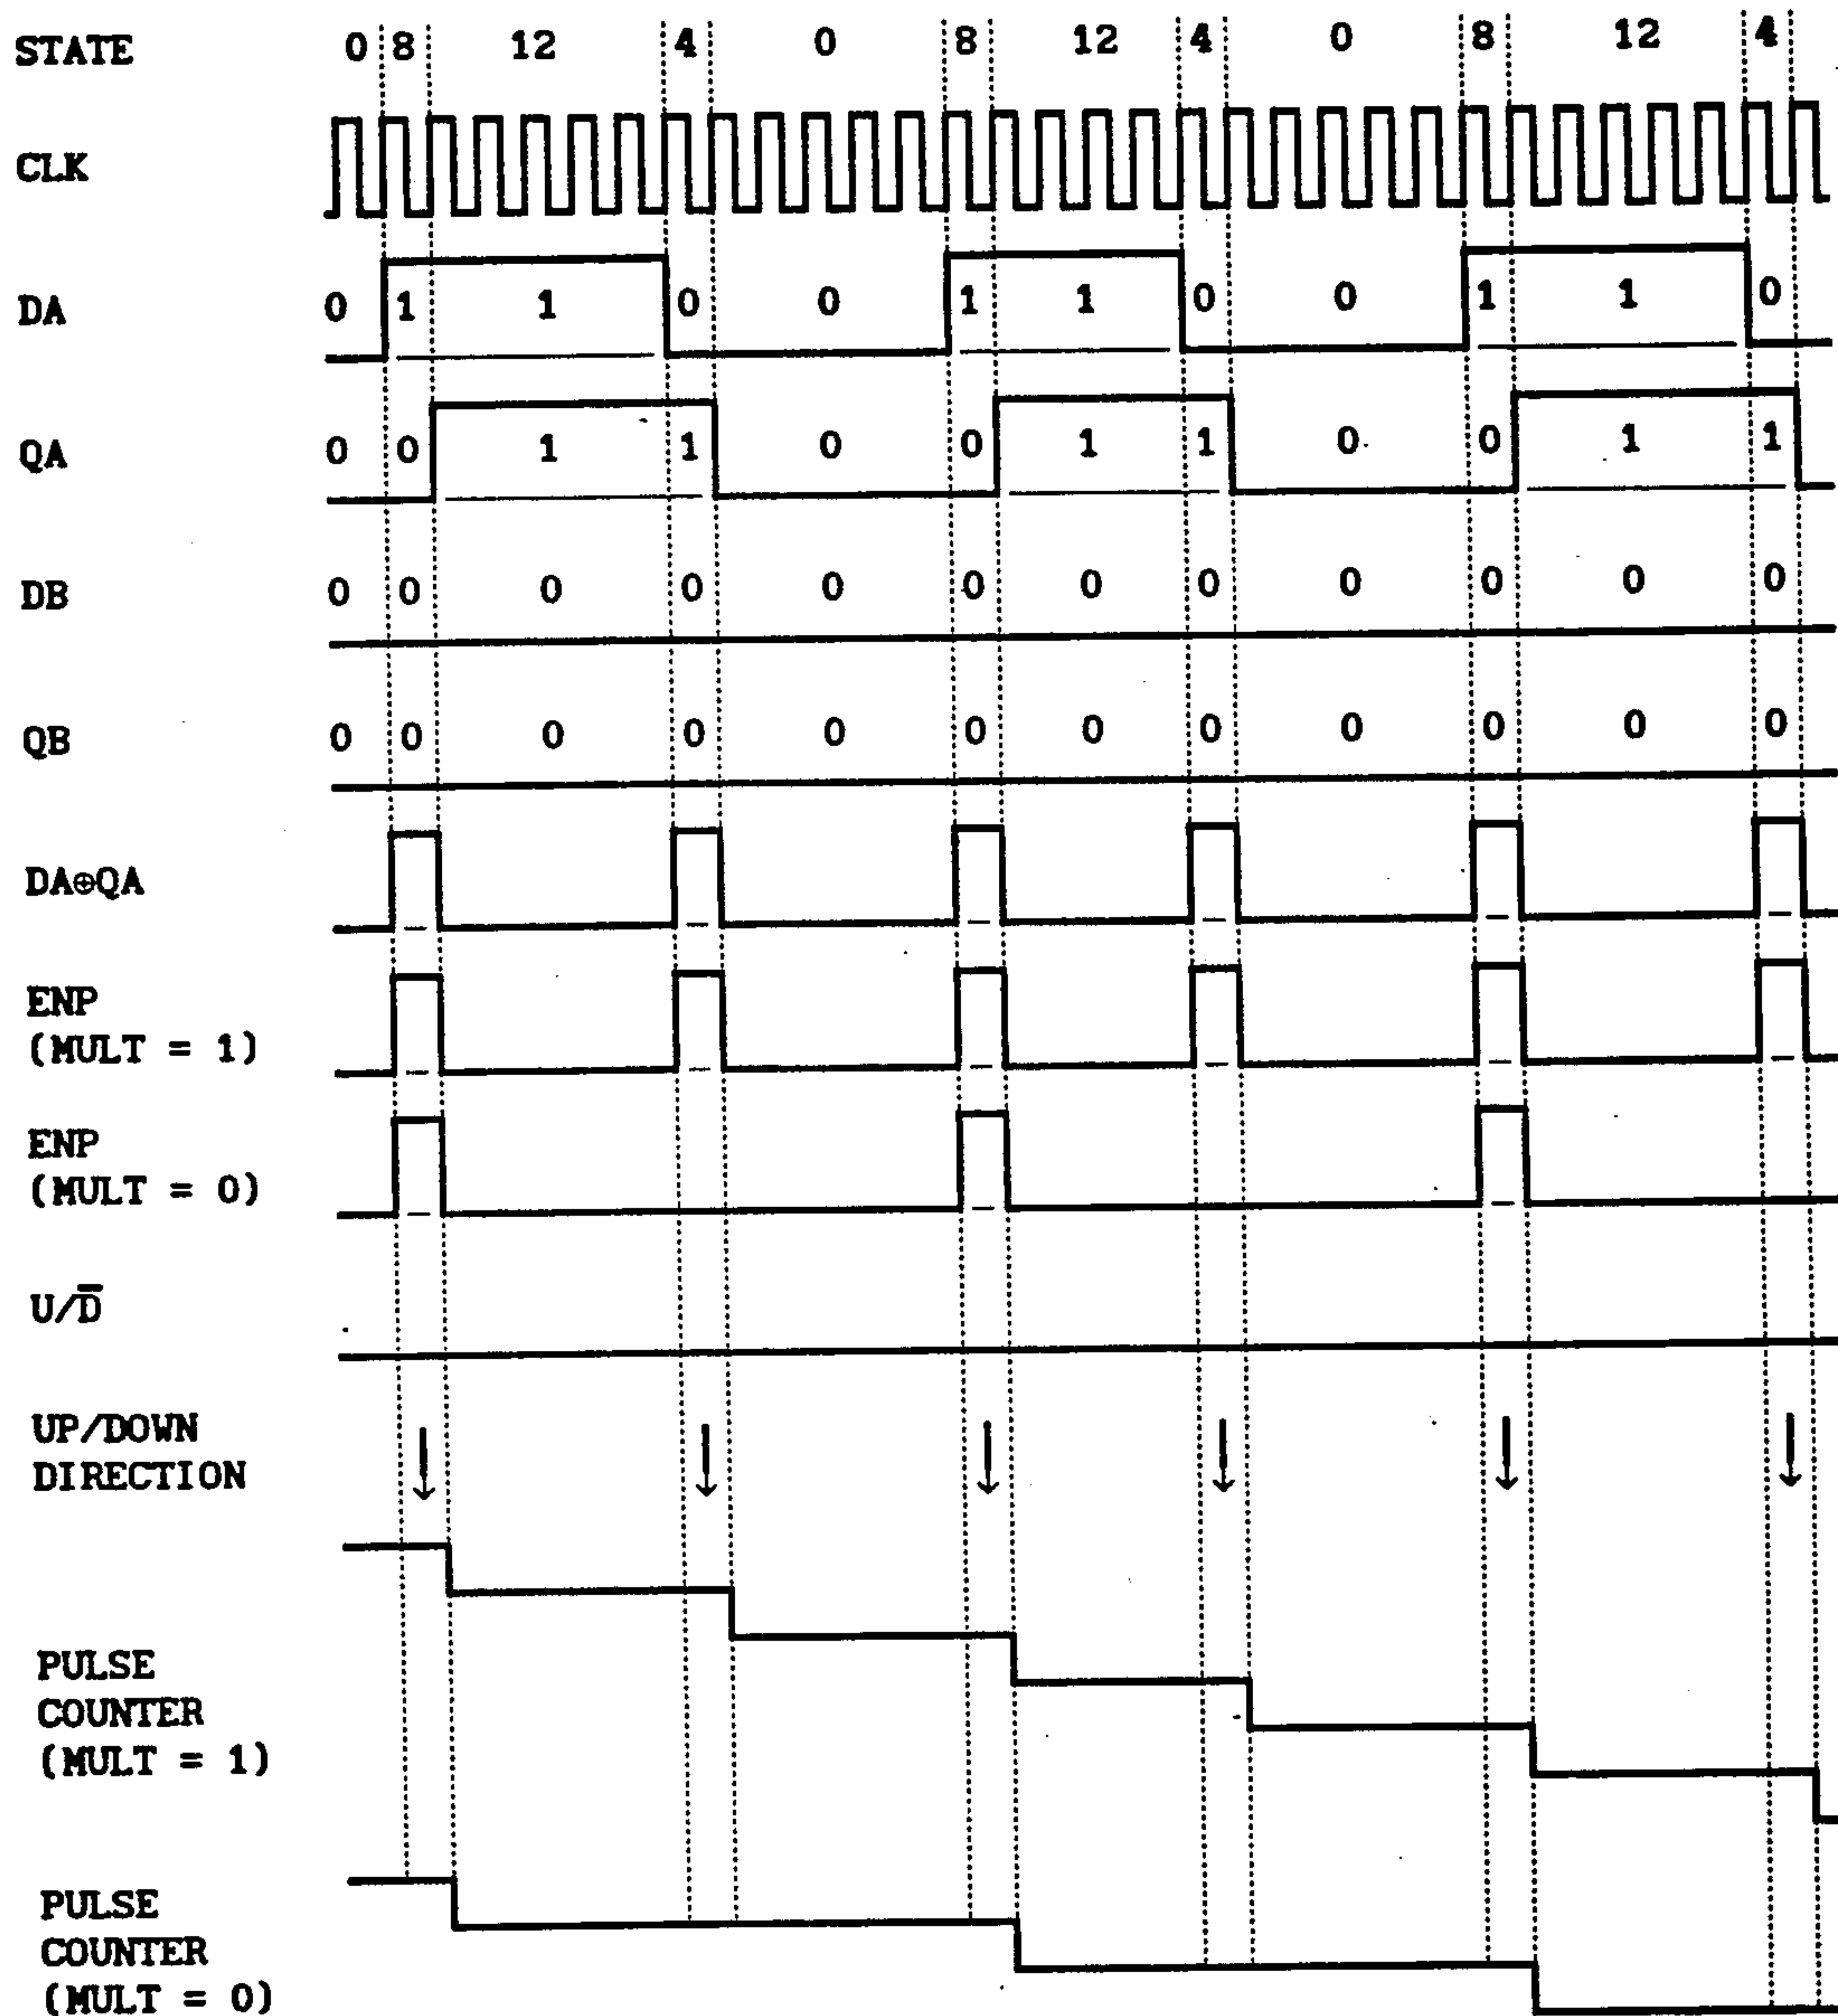 STATE 0 8 12 4 0 8 12 4 0 8 12 4
CLK
DA 0 1 1 0 0 1 1 0 0 1 1 0
QA 0 0 1 1 0 0 1 1 0 0 1 1
DB 0 0 0 0 0 0 0 0 0 0 0 0
QB 0 0 0 0 0 0 0 0 0 0 0 0
DA⊕QA
ENP
(MULT = 1)
ENP
(MULT = 0)
U/D̅
UP/DOWN
DIRECTION
PULSE
COUNTER
(MULT = 1)
PULSE
COUNTER
(MULT = 0)